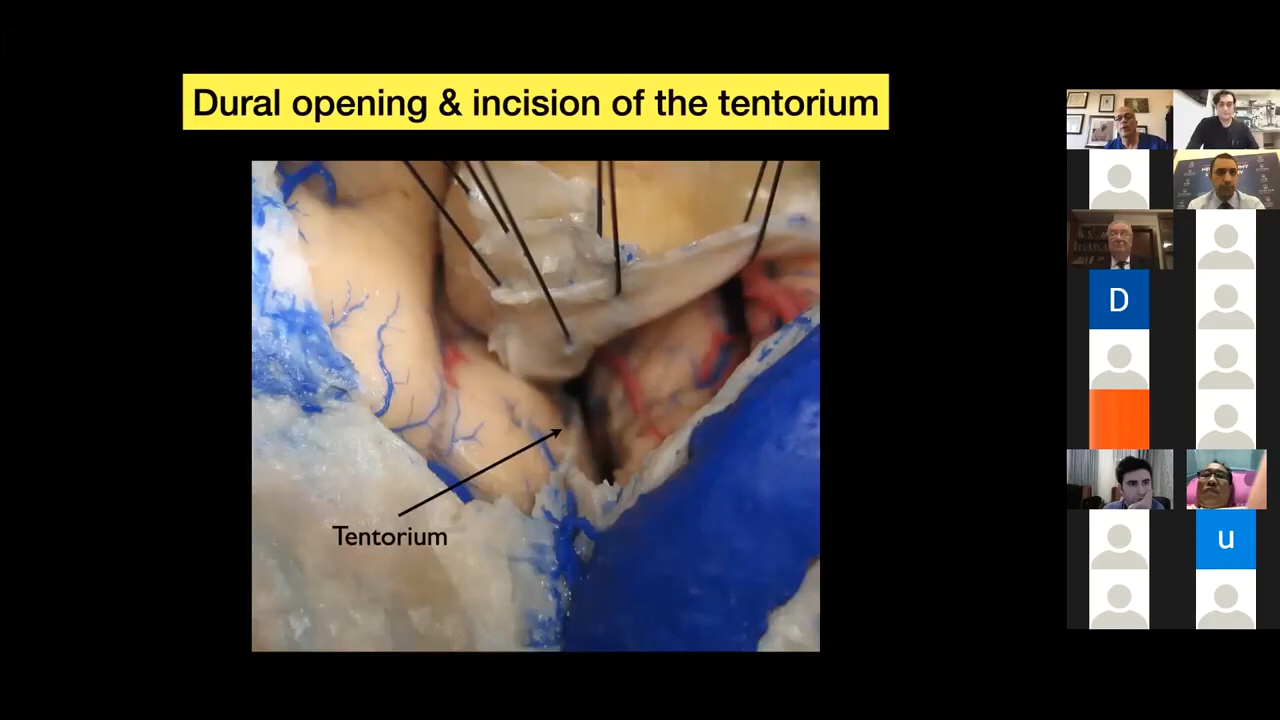 Dural opening & incision of the tentorium
Tentorium
D
u